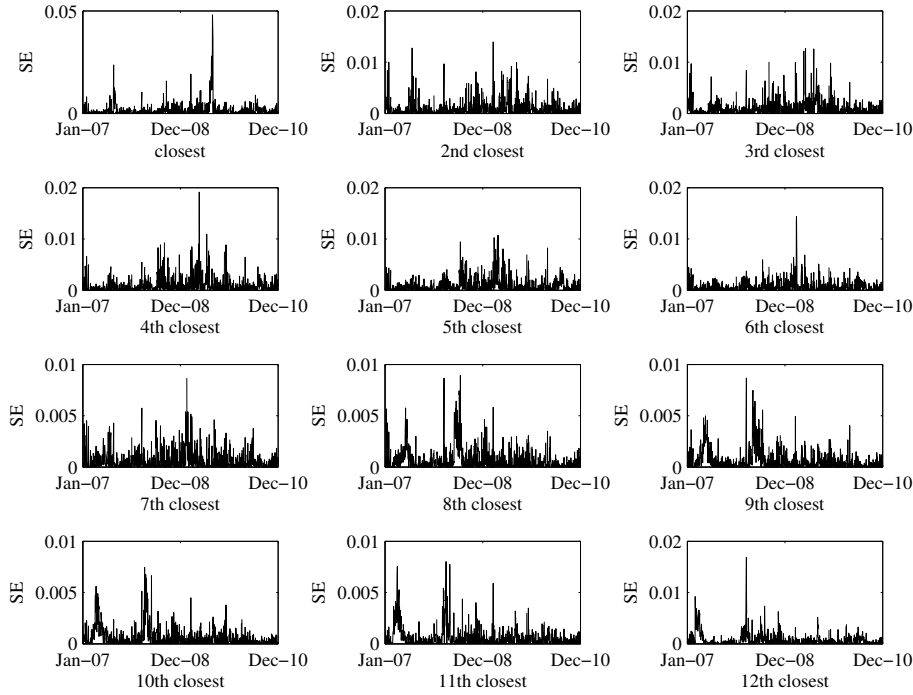 0.05
SE
0
Jan−07
Dec−08
Dec−10
closest
0.02
SE
0.01
0
Jan−07
Dec−08
Dec−10
2nd closest
0.02
SE
0.01
0
Jan−07
Dec−08
Dec−10
3rd closest
0.02
SE
0.01
0
Jan−07
Dec−08
Dec−10
4th closest
0.02
SE
0.01
0
Jan−07
Dec−08
Dec−10
5th closest
0.02
SE
0.01
0
Jan−07
Dec−08
Dec−10
6th closest
0.01
SE
0.005
0
Jan−07
Dec−08
Dec−10
7th closest
0.01
SE
0.005
0
Jan−07
Dec−08
Dec−10
8th closest
0.01
SE
0.005
0
Jan−07
Dec−08
Dec−10
9th closest
0.01
SE
0.005
0
Jan−07
Dec−08
Dec−10
10th closest
0.01
SE
0.005
0
Jan−07
Dec−08
Dec−10
11th closest
0.02
SE
0.01
0
Jan−07
Dec−08
Dec−10
12th closest